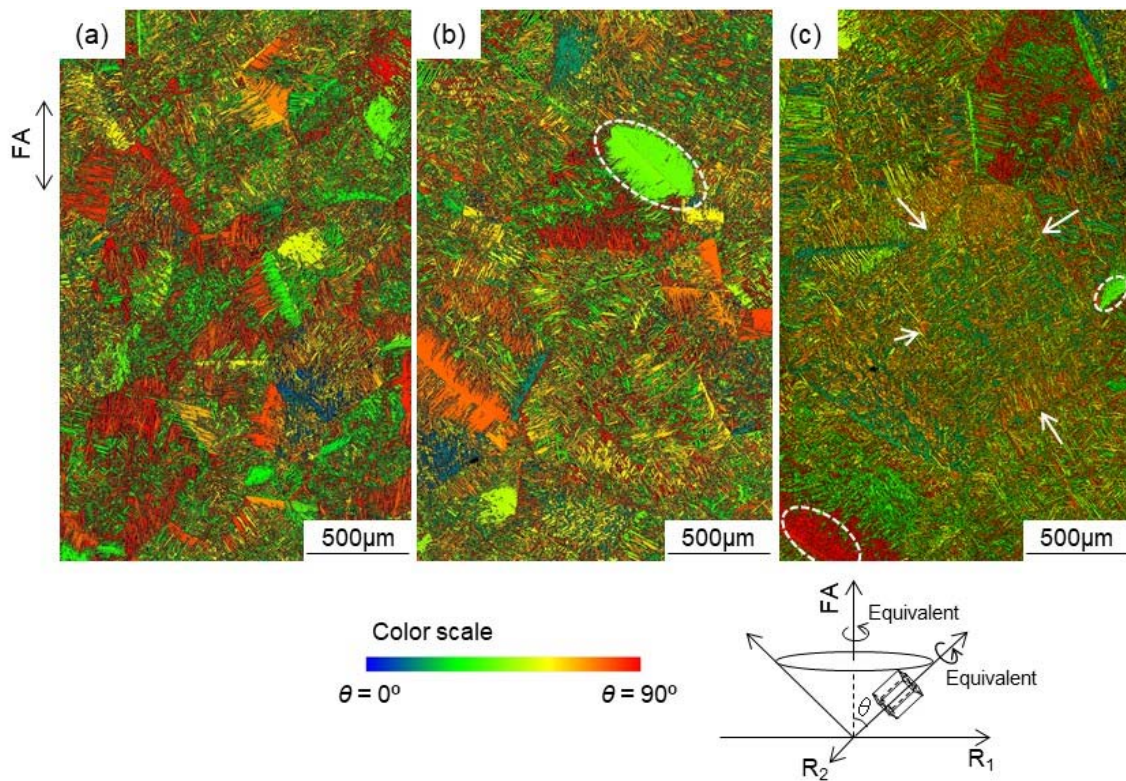 (a)
(b)
(c)
FA
500µm
500µm
500µm
Color scale
θ = 0º
θ = 90º
FA
Equivalent
Equivalent
θ
R₂
R₁